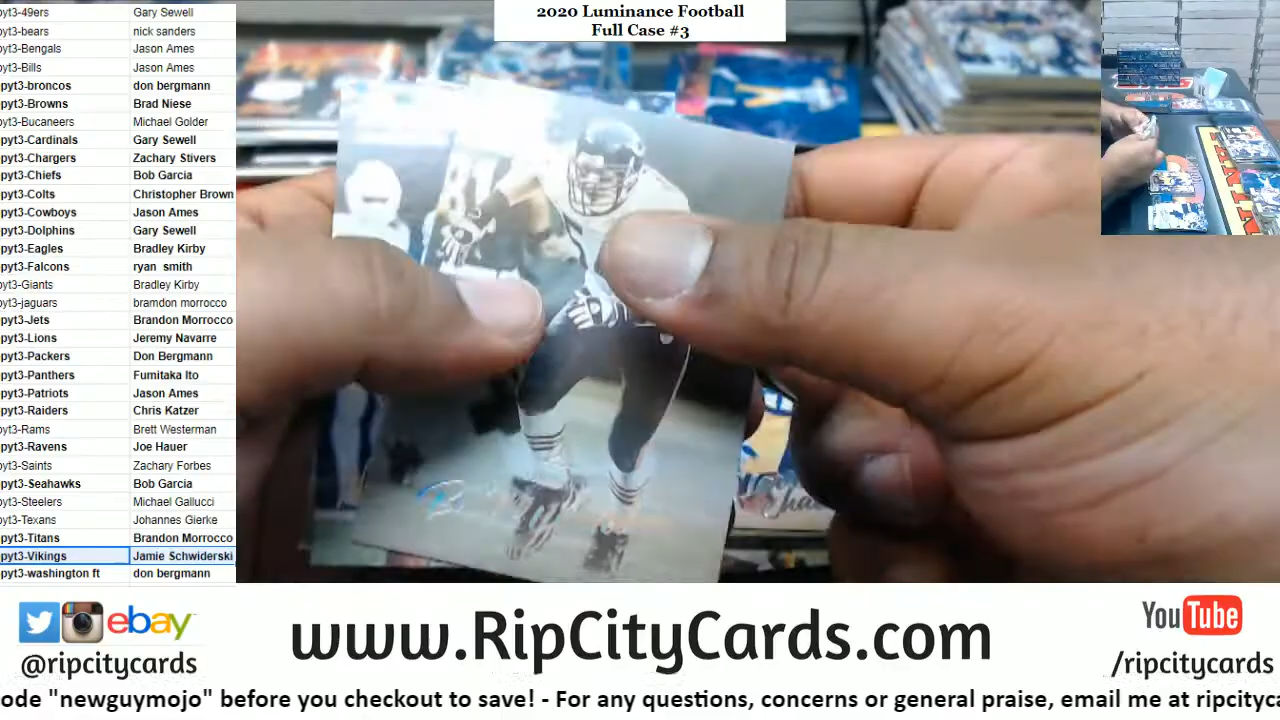 2020 Luminance Football
Full Case #3
pyt3-49ers Gary Sewell
pyt3-bears nick sanders
pyt3-Bengals Jason Ames
pyt3-Bills Jason Ames
pyt3-broncos don bergmann
pyt3-Browns Brad Niese
pyt3-Bucaneers Michael Golder
pyt3-Cardinals Gary Sewell
pyt3-Chargers Zachary Stivers
pyt3-Chiefs Bob Garcia
pyt3-Colts Christopher Brown
pyt3-Cowboys Jason Ames
pyt3-Dolphins Gary Sewell
pyt3-Eagles Bradley Kirby
pyt3-Falcons ryan smith
pyt3-Giants Bradley Kirby
pyt3-jaguars bramdon morrocco
pyt3-Jets Brandon Morrocco
pyt3-Lions Jeremy Navarre
pyt3-Packers Don Bergmann
pyt3-Panthers Fumitaka Ito
pyt3-Patriots Jason Ames
pyt3-Raiders Chris Katzer
pyt3-Rams Brett Westerman
pyt3-Ravens Joe Hauer
pyt3-Saints Zachary Forbes
pyt3-Seahawks Bob Garcia
pyt3-Steelers Michael Gallucci
pyt3-Texans Johannes Gierke
pyt3-Titans Brandon Morrocco
pyt3-Vikings Jamie Schwiderski
pyt3-washington ft don bergmann
ebay
@ripcitycards
www.RipCityCards.com
YouTube
/ripcitycards
ode "newguymojo" before you checkout to save! - For any questions, concerns or general praise, email me at ripcityca